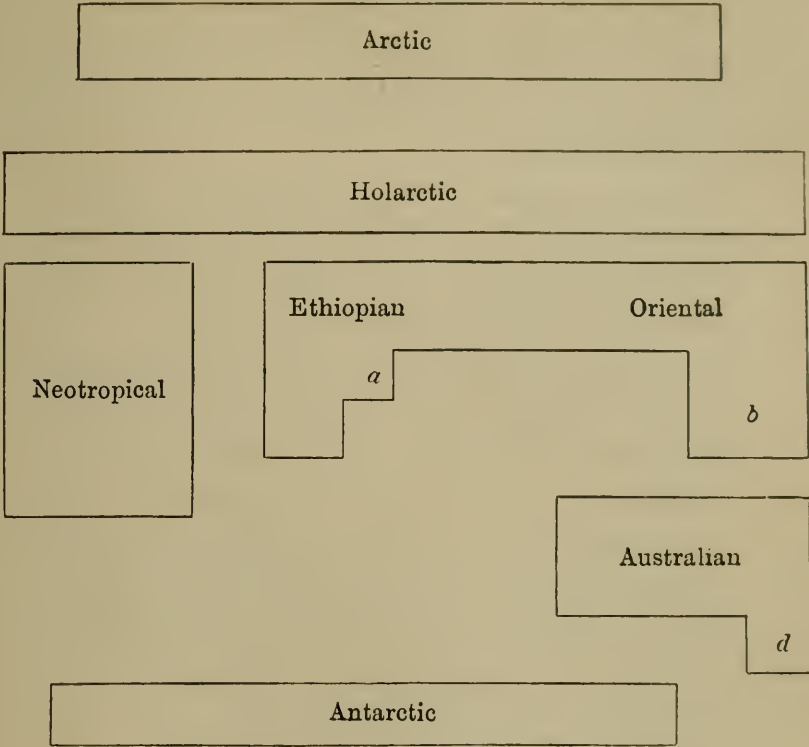 Arctic
Holarctic
Ethiopian Oriental
a
Neotropical
b
Australian
d
Antarctic